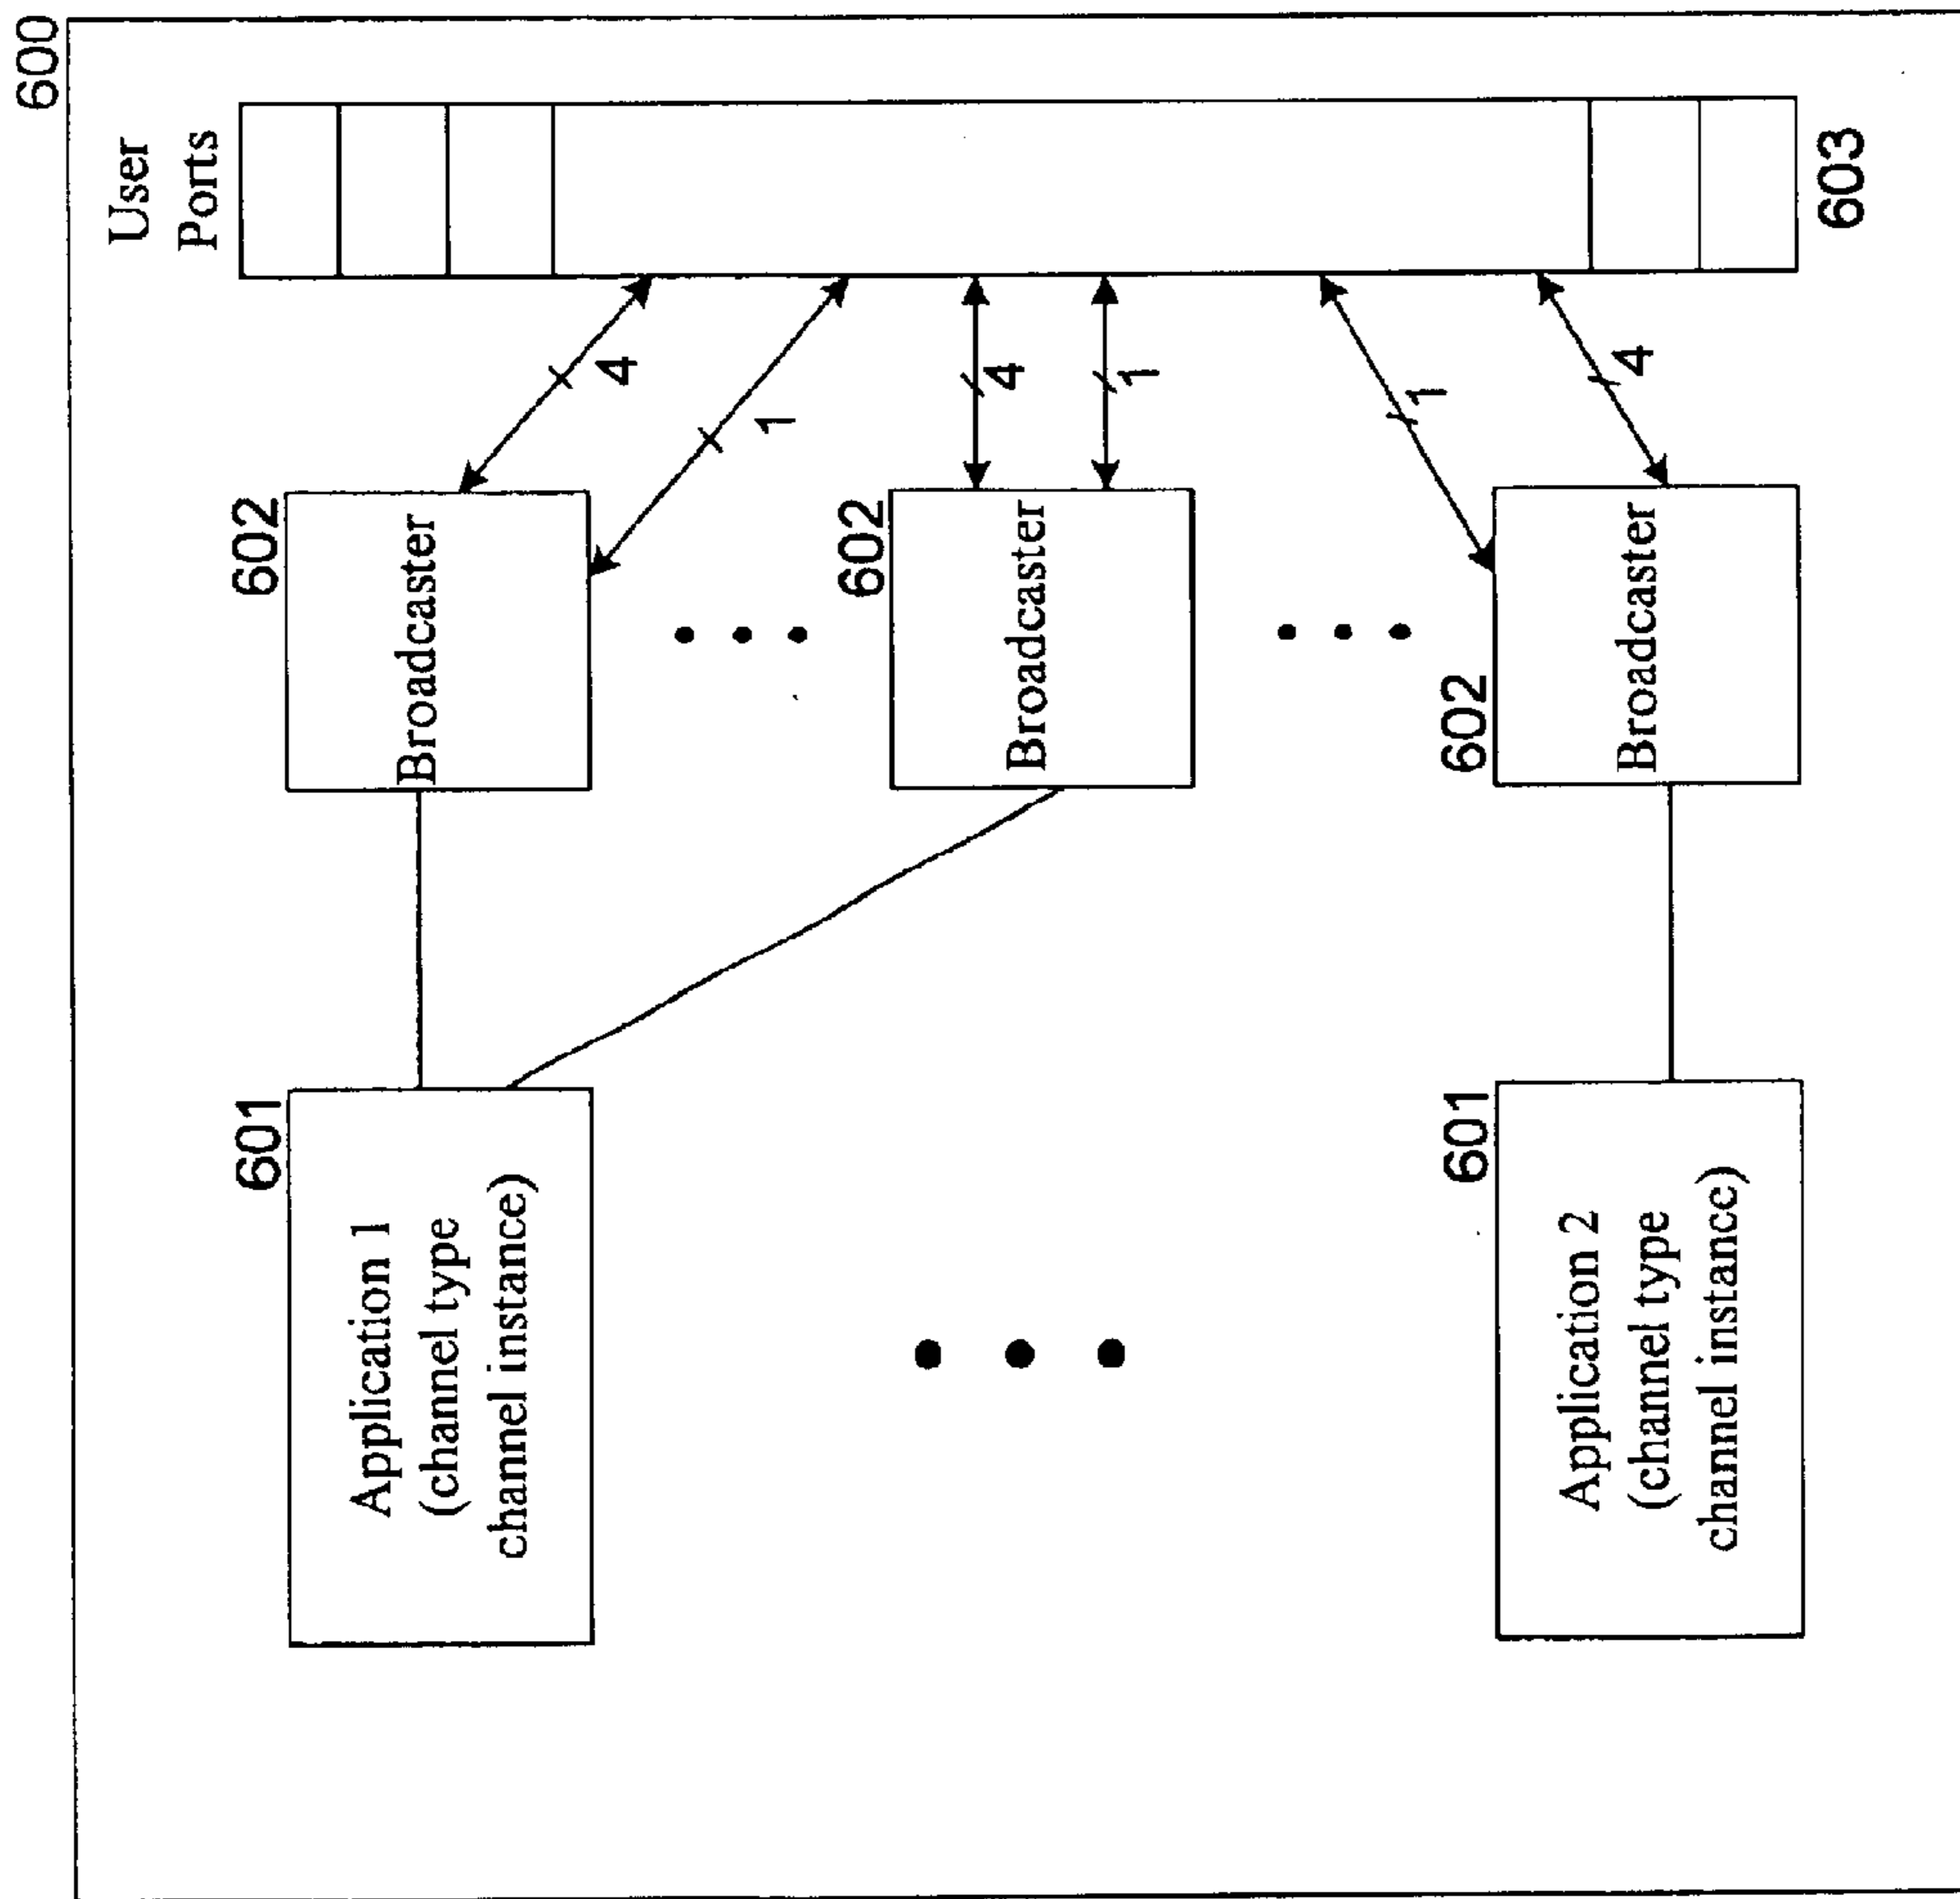 600
User
Ports
602
Broadcaster
4
1
602
Broadcaster
4
1
602
Broadcaster
1
4
603
601
Application 1
(channel type
channel instance)
601
Application 2
(channel type
channel instance)